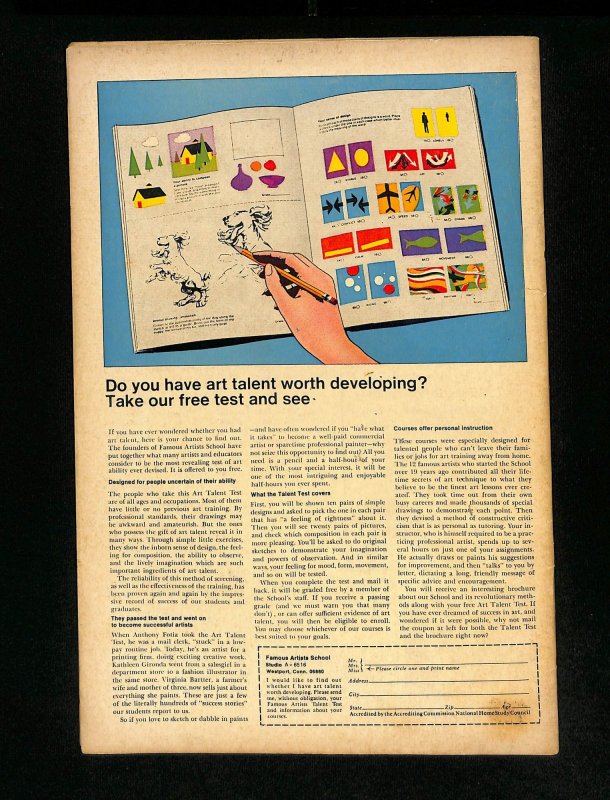 Your sense of design
Your ability to compose
a picture
Do you have art talent worth developing?
Take our free test and see.
If you have ever wondered whether you had
art talent, here is your chance to find out.
The founders of Famous Artists School have
put together what many artists and educators
consider to be the most revealing test of art
ability ever devised. It is offered to you free.
Designed for people uncertain of their ability
The people who take this Art Talent Test
are of all ages and occupations. Most of them
have little or no previous art training. By
professional standards, their drawings may
be awkward and amateurish. But the ones
who possess the gift of art talent reveal it in
many ways. Through simple little exercises,
they show the inborn sense of design, the feel-
ing for composition, the ability to observe,
and the lively imagination which are such
important ingredients of art talent.
The reliability of this method of screening,
as well as the effectiveness of the training, has
been proven again and again by the impres-
sive record of success of our students and
graduates.
They passed the test and went on
to become successful artists
When Anthony Fotia took the Art Talent
Test, he was a mail clerk, "stuck" in a low-
pay routine job. Today, he's an artist for a
printing firm, doing exciting creative work.
Kathleen Gironda went from a salesgirl in a
department store to a fashion illustrator in
the same store. Virginia Bartter, a farmer's
wife and mother of three, now sells just about
everything she paints. These are just a few
of the literally hundreds of "success stories"
our students report to us.
So if you love to sketch or dabble in paints
—and have often wondered if you "have what
it takes" to become a well-paid commercial
artist or sparetime professional painter—why
not seize this opportunity to find out? All you
need is a pencil and a half-hour of your
time. With your special interest, it will be
one of the most intriguing and enjoyable
half-hours you ever spent.
What the Talent Test covers
First, you will be shown ten pairs of simple
designs and asked to pick the one in each pair
that has "a feeling of rightness" about it.
Then you will see twenty pairs of pictures,
and check which composition in each pair is
more pleasing. You'll be asked to do original
sketches to demonstrate your imagination
and powers of observation. And in similar
ways, your feeling for mood, form, movement,
and so on will be tested.
When you complete the test and mail it
back, it will be graded free by a member of
the School's staff. If you receive a passing
grade (and we must warn you that many
don't), or can offer sufficient evidence of art
talent, you will then be eligible to enroll.
You may choose whichever of our courses is
best suited to your goals.
Courses offer personal instruction
These courses were especially designed for
talented people who can't leave their fami-
lies or jobs for art training away from home.
The 12 famous artists who started the School
over 19 years ago contributed all their life-
time secrets of art technique to what they
believe to be the finest art lessons ever cre-
ated. They took time out from their own
busy careers and made thousands of special
drawings to demonstrate each point. Then
they devised a method of constructive criti-
cism that is as personal as tutoring. Your in-
structor, who is himself required to be a prac-
ticing professional artist, spends up to sev-
eral hours on just one of your assignments.
He actually draws or paints his suggestions
for improvement, and then "talks" to you by
letter, dictating a long, friendly message of
specific advice and encouragement.
You will receive an interesting brochure
about our School and its revolutionary meth-
ods along with your free Art Talent Test. If
you have ever dreamed of success in art, and
wondered if it were possible, why not mail
the coupon at left for both the Talent Test
and the brochure right now?
Famous Artists School
Studio A-6516
Westport, Conn. 06880
I would like to find out
whether I have art talent
worth developing. Please send
me, without obligation, your
Famous Artists Talent Test
and information about your
courses.
Mr.
Mrs.
Miss
Please circle one and print name
Address
City
State Zip
Accredited by the Accrediting Commission National Home Study Council